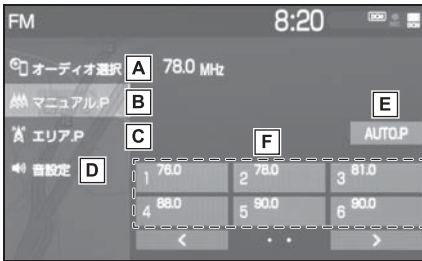 FM 8:20 DCM
オーディオ選択 A 78.0 MHz
マニュアル.P B
E
エリア.P C
F AUTO.P
音設定 D
1 76.0 2 78.0 3 81.0
4 88.0 5 90.0 6 90.0
< • • >